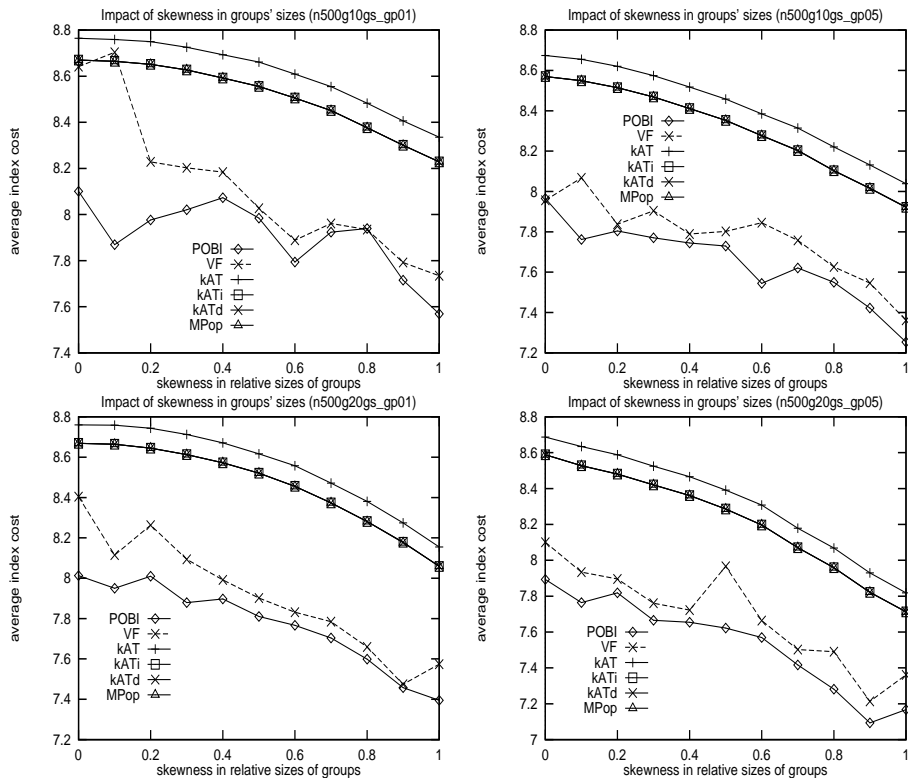 Impact of skewness in groups' sizes (n500g10gs_gp01)
8.8
8.6
8.4
8.2
8
7.8
7.6
7.4
average index cost
POBI
VF
kAT
kATi
kATd
MPop
0 0.2 0.4 0.6 0.8 1
skewness in relative sizes of groups
Impact of skewness in groups' sizes (n500g10gs_gp05)
8.8
8.6
8.4
8.2
8
7.8
7.6
7.4
7.2
average index cost
POBI
VF
kAT
kATi
kATd
MPop
0 0.2 0.4 0.6 0.8 1
skewness in relative sizes of groups
Impact of skewness in groups' sizes (n500g20gs_gp01)
8.8
8.6
8.4
8.2
8
7.8
7.6
7.4
7.2
average index cost
POBI
VF
kAT
kATi
kATd
MPop
0 0.2 0.4 0.6 0.8 1
skewness in relative sizes of groups
Impact of skewness in groups' sizes (n500g20gs_gp05)
8.8
8.6
8.4
8.2
8
7.8
7.6
7.4
7.2
7
average index cost
POBI
VF
kAT
kATi
kATd
MPop
0 0.2 0.4 0.6 0.8 1
skewness in relative sizes of groups